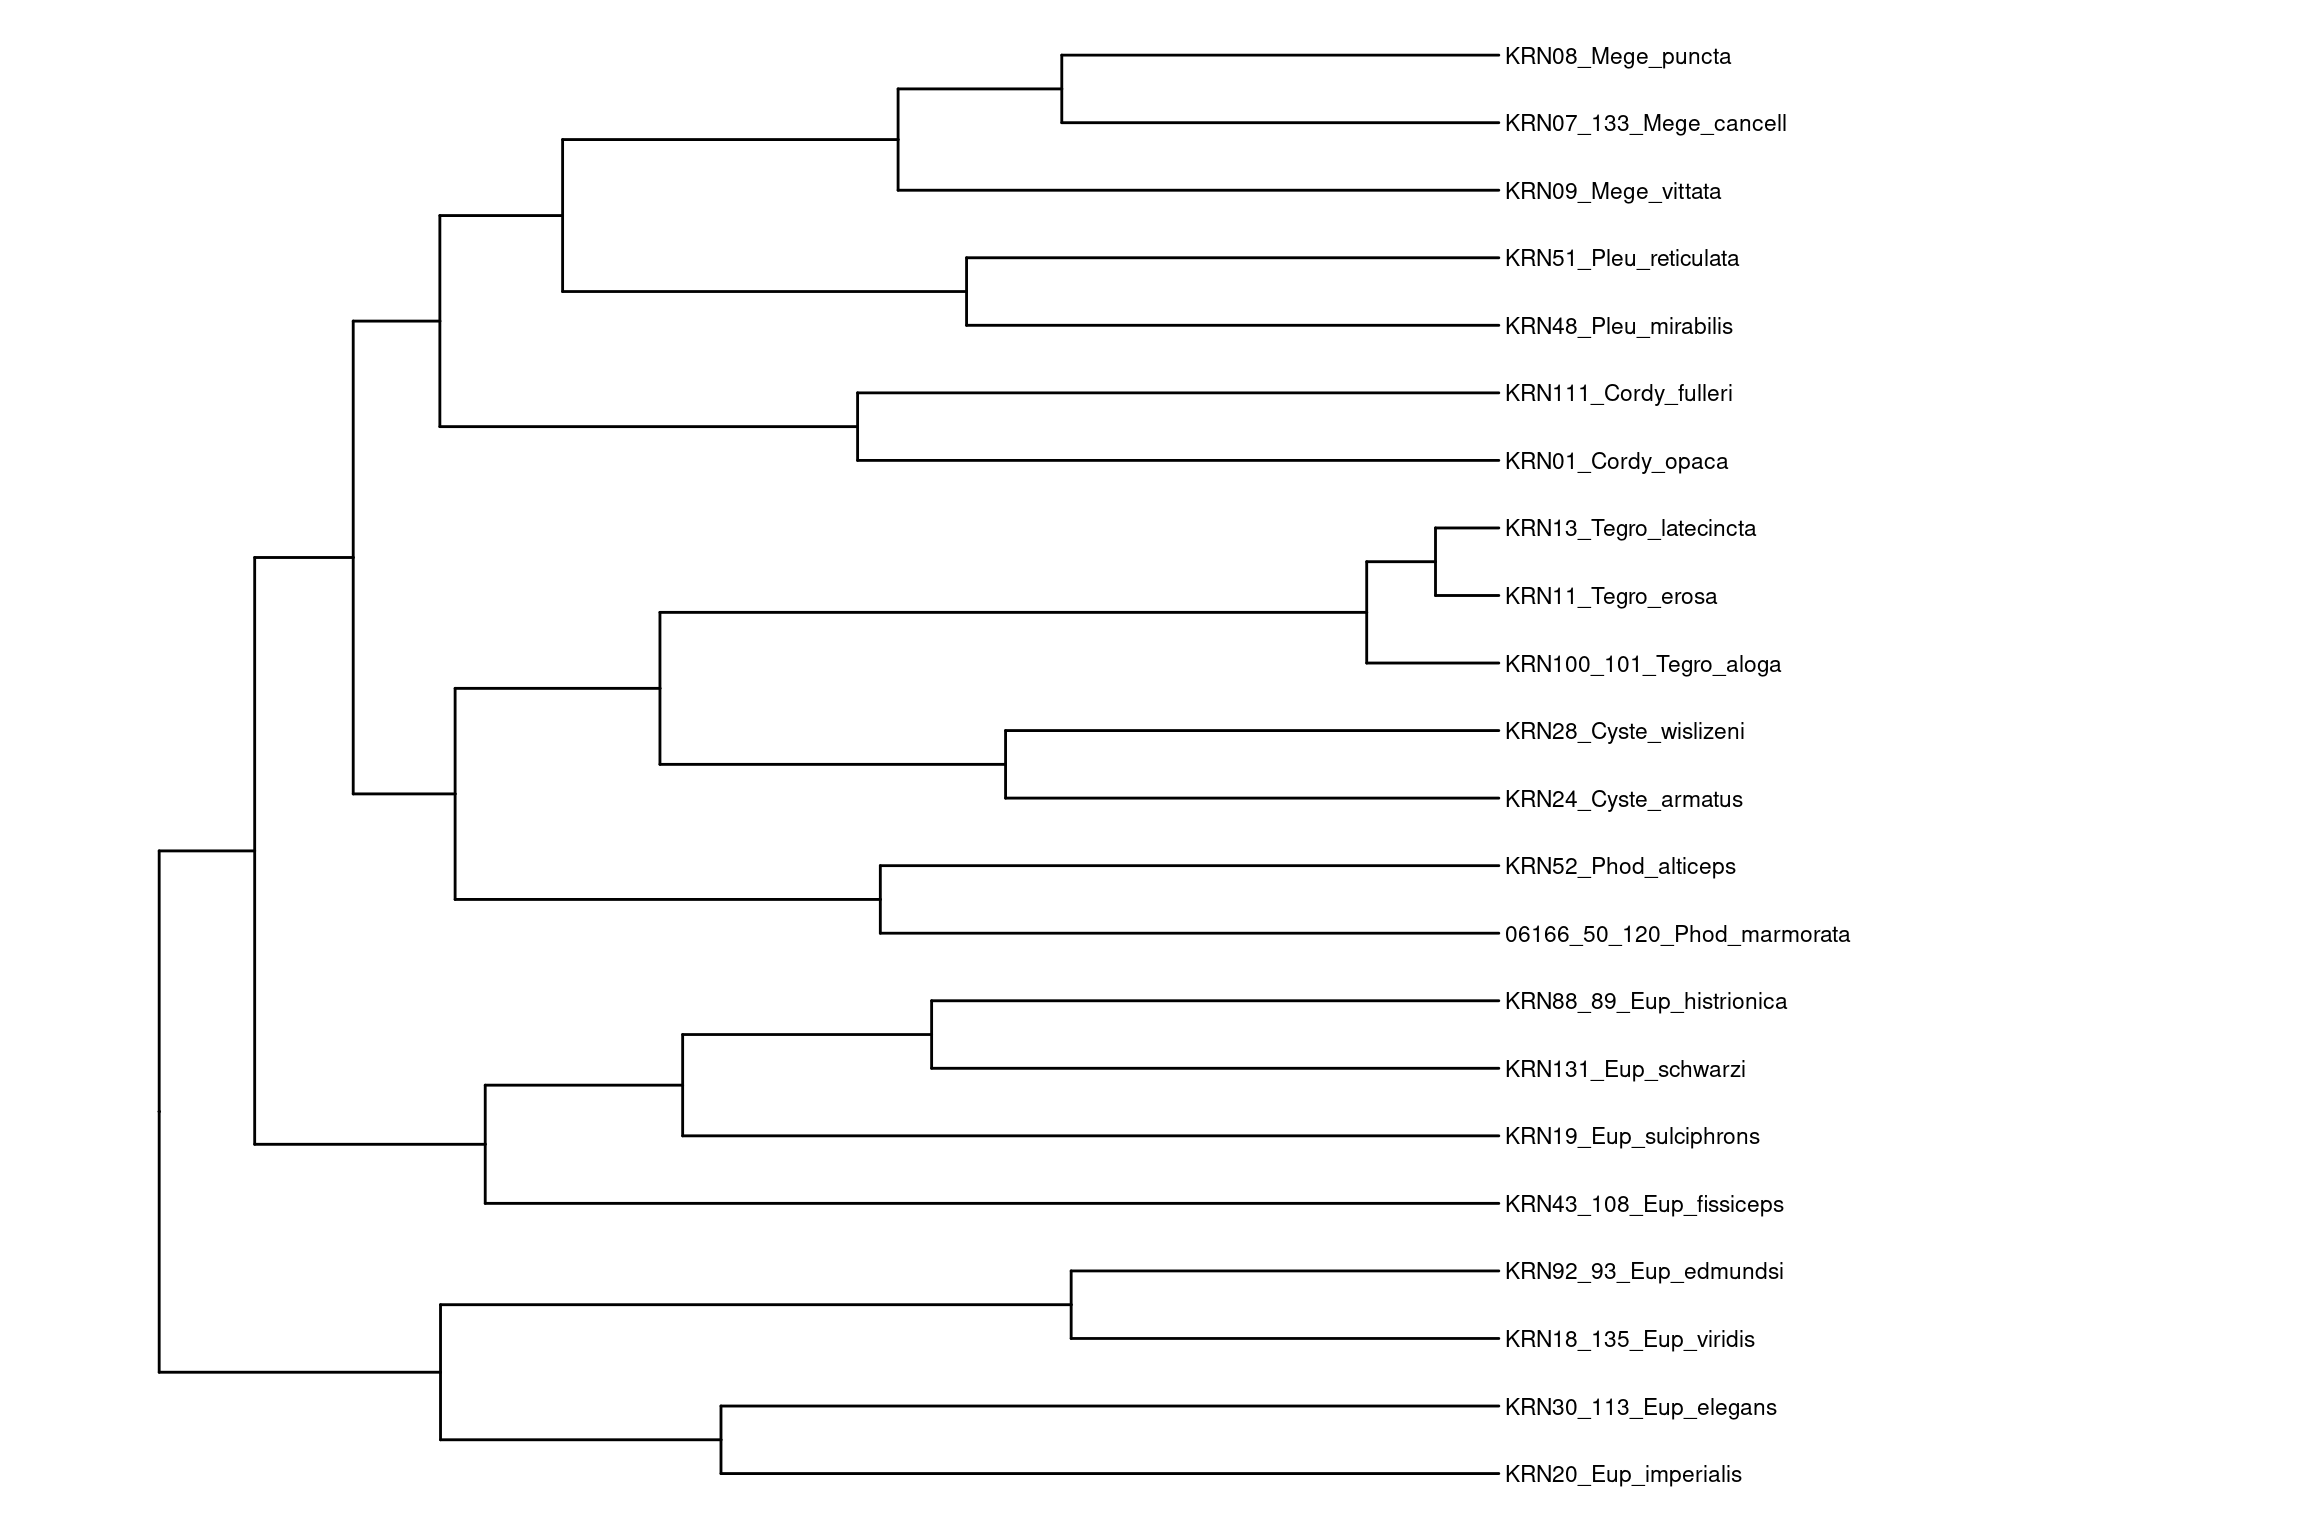 KRN08_Mege_puncta
KRN07_133_Mege_cancell
KRN09_Mege_vittata
KRN51_Pleu_reticulata
KRN48_Pleu_mirabilis
KRN111_Cordy_fulleri
KRN01_Cordy_opaca
KRN13_Tegro_latecincta
KRN11_Tegro_erosa
KRN100_101_Tegro_aloga
KRN28_Cyste_wislizeni
KRN24_Cyste_armatus
KRN52_Phod_alticeps
06166_50_120_Phod_marmorata
KRN88_89_Eup_histrionica
KRN131_Eup_schwarzi
KRN19_Eup_sulciphrons
KRN43_108_Eup_fissiceps
KRN92_93_Eup_edmundsi
KRN18_135_Eup_viridis
KRN30_113_Eup_elegans
KRN20_Eup_imperialis